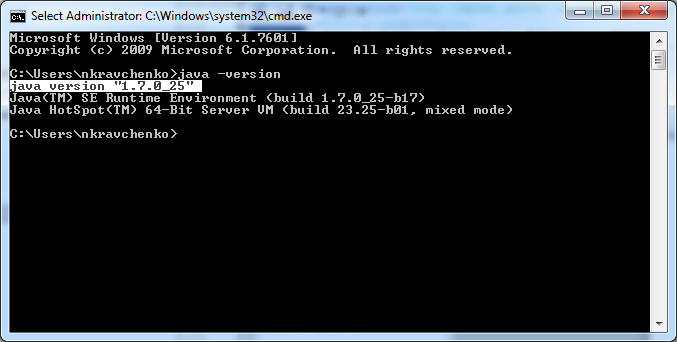 Select Administrator: C:\Windows\system32\cmd.exe
Microsoft Windows [Version 6.1.7601]
Copyright (c) 2009 Microsoft Corporation.  All rights reserved.
C:\Users\nkravchenko>java -version
java version "1.7.0_25"
Java(TM) SE Runtime Environment (build 1.7.0_25-b17)
Java HotSpot(TM) 64-Bit Server VM (build 23.25-b01, mixed mode)
C:\Users\nkravchenko>